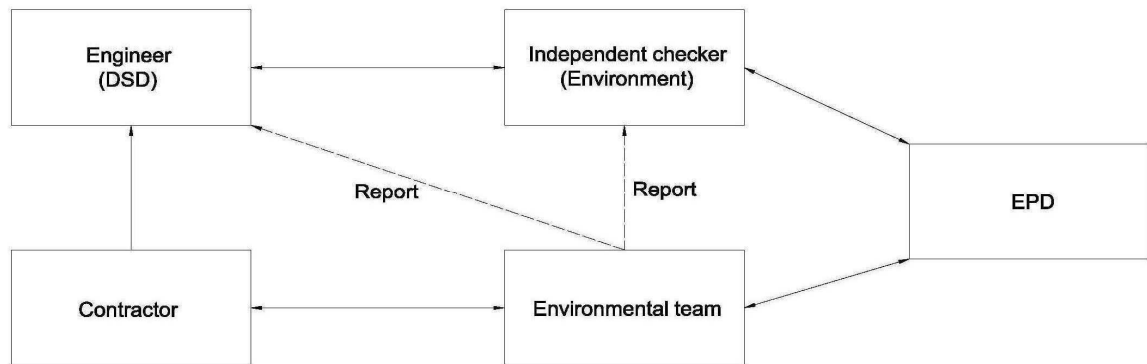 Engineer
(DSD)
Independent checker
(Environment)
Report
Report
EPD
Contractor
Environmental team